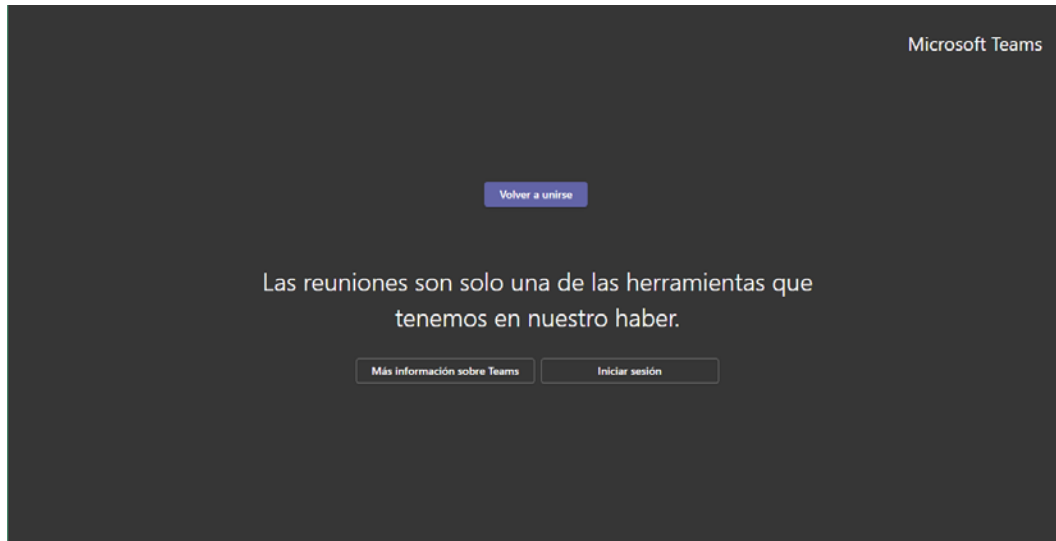 Microsoft Teams
Volver a unirse
Las reuniones son solo una de las herramientas que
tenemos en nuestro haber.
Más información sobre Teams
Iniciar sesión